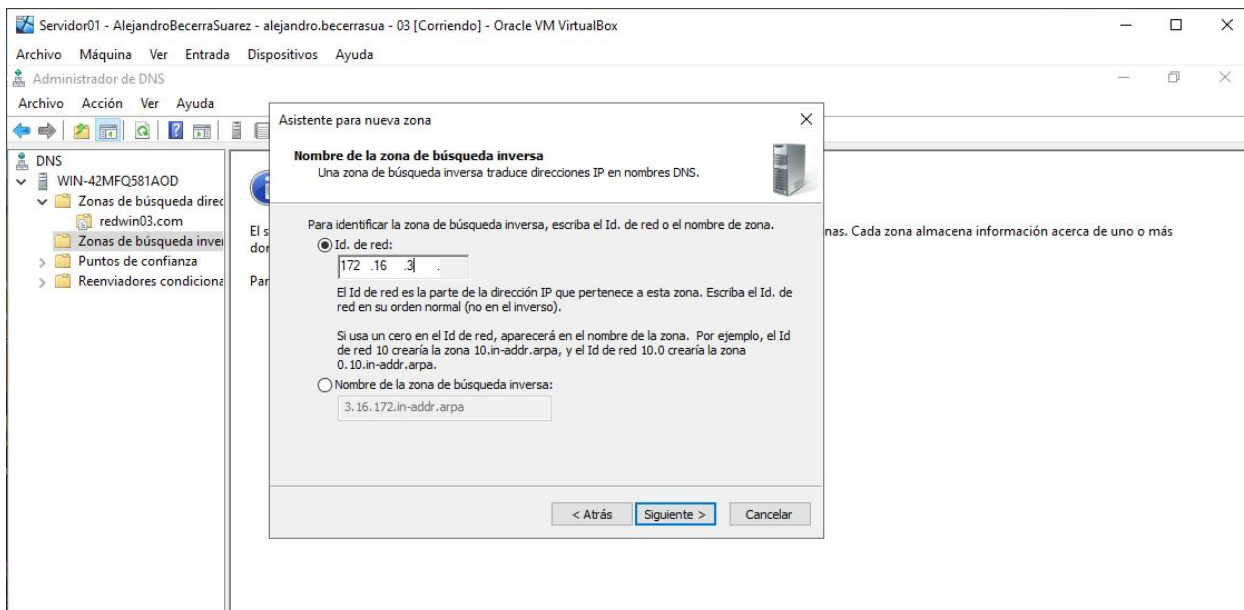 Servidor01 - AlejandroBecerraSuarez - alejandro.becerrasua - 03 [Corriendo] - Oracle VM VirtualBox
Archivo Máquina Ver Entrada Dispositivos Ayuda
Administrador de DNS
Archivo Acción Ver Ayuda
DNS
WIN-42MFQ581AOD
Zonas de búsqueda direc
redwin03.com
Zonas de búsqueda inver
Puntos de confianza
Reenviadores condiciona
El s
nas. Cada zona almacena información acerca de uno o más
dor
Par
Asistente para nueva zona
Nombre de la zona de búsqueda inversa
Una zona de búsqueda inversa traduce direcciones IP en nombres DNS.
Para identificar la zona de búsqueda inversa, escriba el Id. de red o el nombre de zona.
Id. de red:
172 .16 .3 .
El Id de red es la parte de la dirección IP que pertenece a esta zona. Escriba el Id. de
red en su orden normal (no en el inverso).
Si usa un cero en el Id de red, aparecerá en el nombre de la zona. Por ejemplo, el Id
de red 10 crearía la zona 10.in-addr.arpa, y el Id de red 10.0 crearía la zona
0.10.in-addr.arpa.
Nombre de la zona de búsqueda inversa:
3.16.172.in-addr.arpa
< Atrás Siguiente > Cancelar